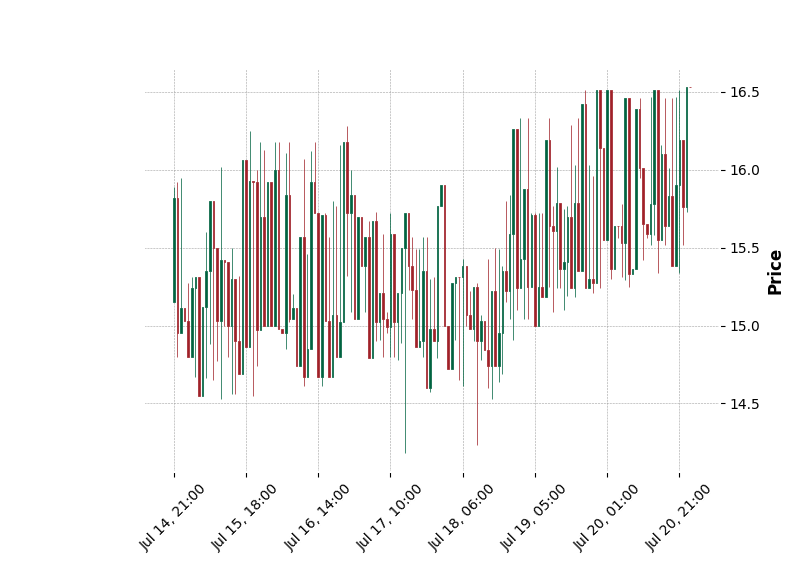 16.5
16.0
15.5
15.0
14.5
Price
Jul 14, 21:00
Jul 15, 18:00
Jul 16, 14:00
Jul 17, 10:00
Jul 18, 06:00
Jul 19, 05:00
Jul 20, 01:00
Jul 20, 21:00